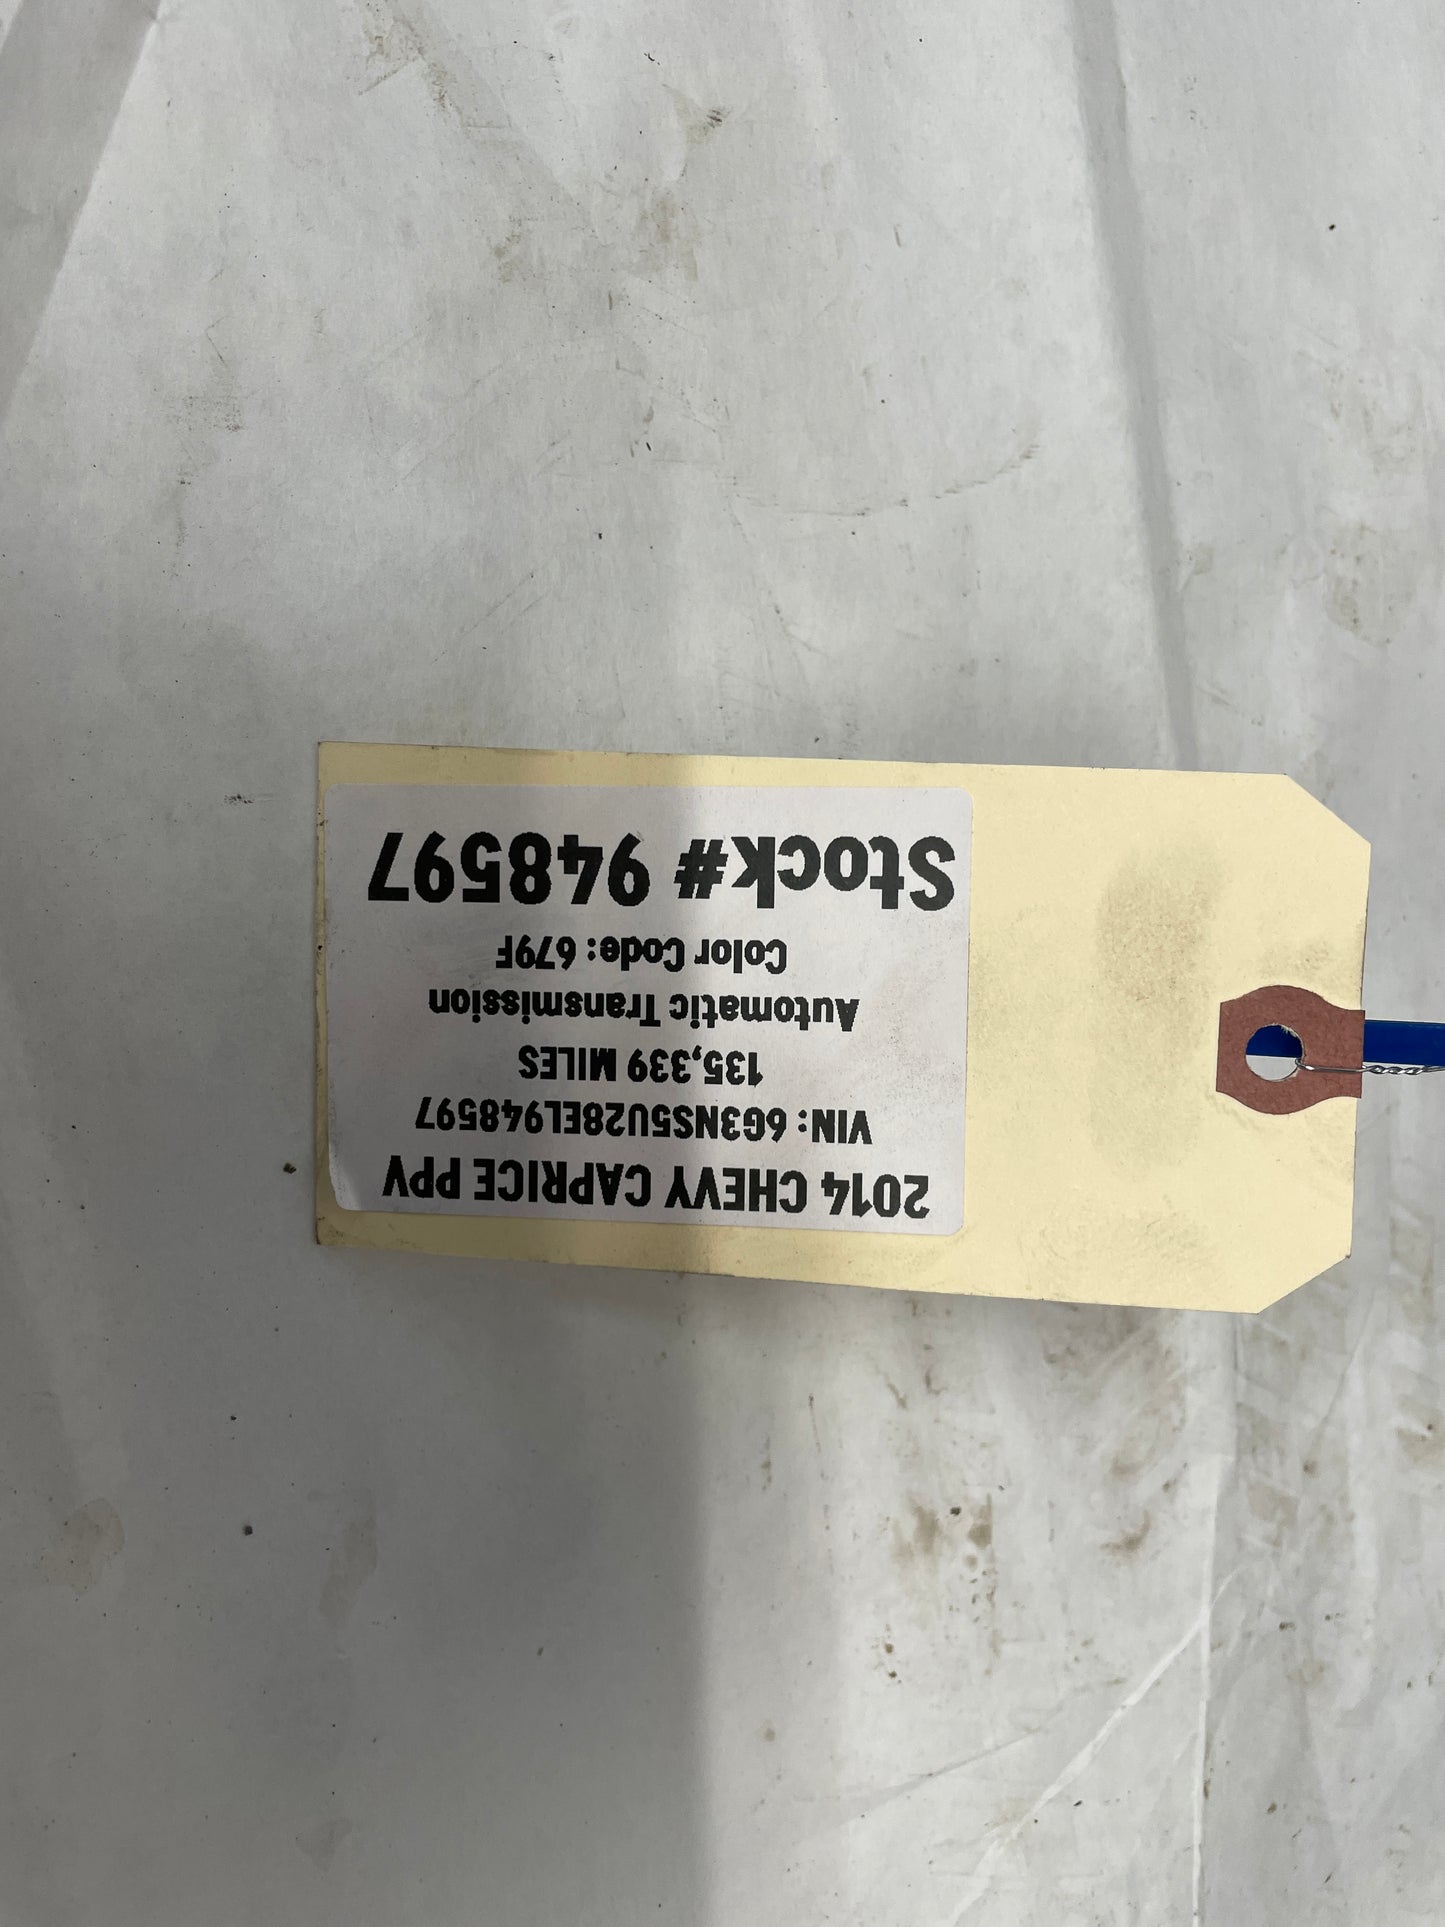 2014 CHEVY CAPRICE PPV
VIN: 6G3NS5U28EL948597
135,339 MILES
Automatic Transmission
Color Code: 679F
Stock# 948597